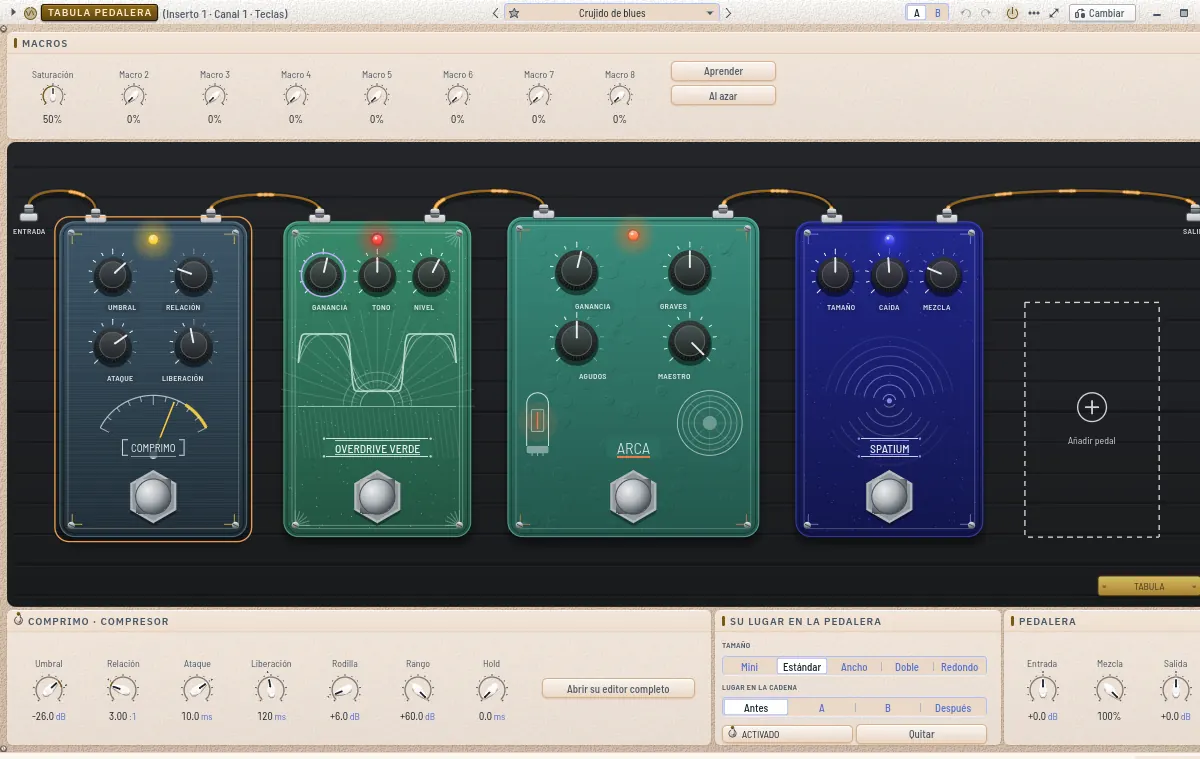 TABULA PEDALERA (Inserto 1 · Canal 1 · Teclas) Crujido de blues A B Cambiar
MACROS
Saturación Macro 2 Macro 3 Macro 4 Macro 5 Macro 6 Macro 7 Macro 8 Aprender
50% 0% 0% 0% 0% 0% 0% 0% Al azar
ENTRADA
UMBRAL RELACIÓN
ATAQUE LIBERACIÓN
COMPRIMO
GANANCIA TONO NIVEL
OVERDRIVE VERDE
GANANCIA GRAVES
AGUDOS MAESTRO
ARCA
TAMAÑO CAÍDA MEZCLA
SPATIUM
Añadir pedal
TABULA
COMPRIMO · COMPRESOR
Umbral Relación Ataque Liberación Rodilla Rango Hold
-26.0 dB 3.00 :1 10.0 ms 120 ms +6.0 dB +60.0 dB 0.0 ms
Abrir su editor completo
SU LUGAR EN LA PEDALERA
TAMAÑO
Mini Estándar Ancho Doble Redondo
LUGAR EN LA CADENA
Antes A B Después
ACTIVADO Quitar
PEDALERA
Entrada Mezcla Salida
+0.0 dB 100% +0.0 dB